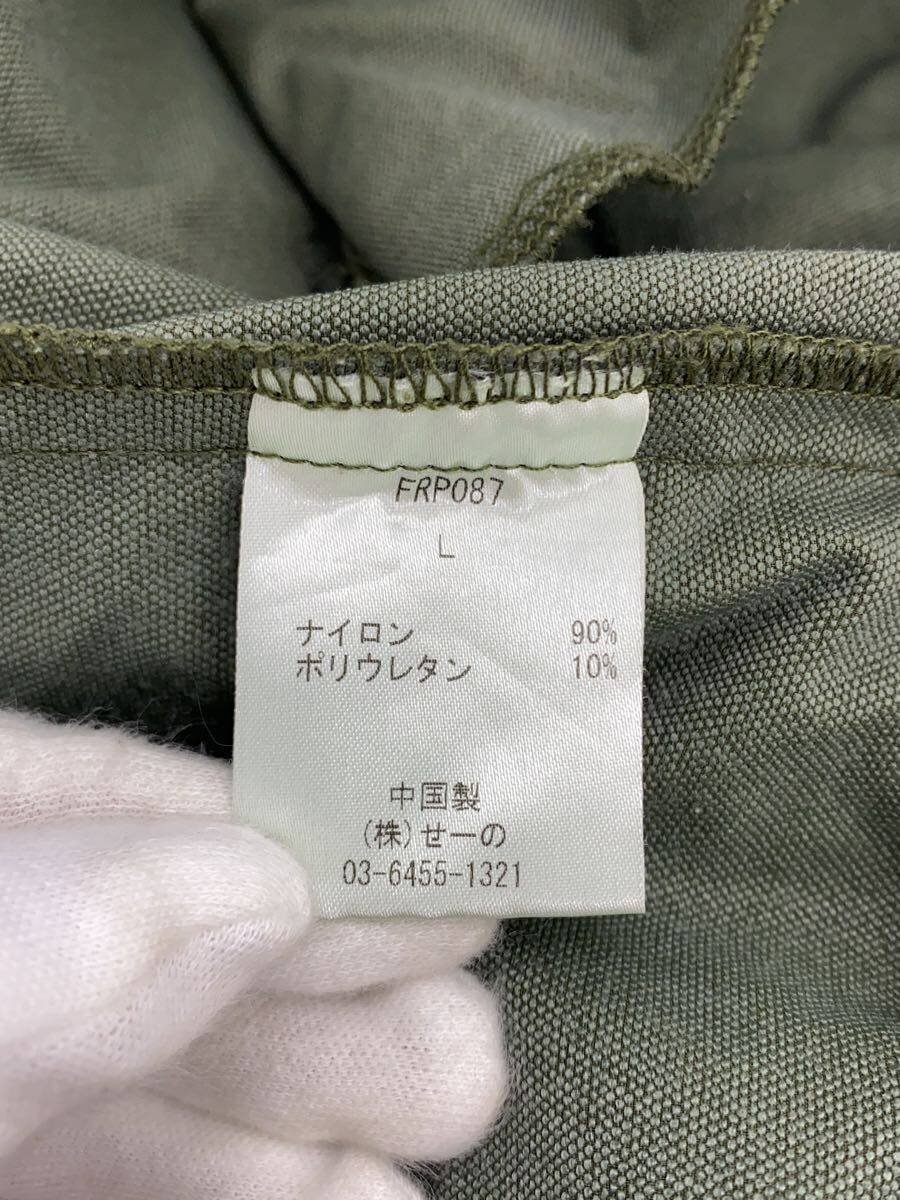 FRP087
L
ナイロン 90%
ポリウレタン 10%
中国製
(株)せーの
03-6455-1321